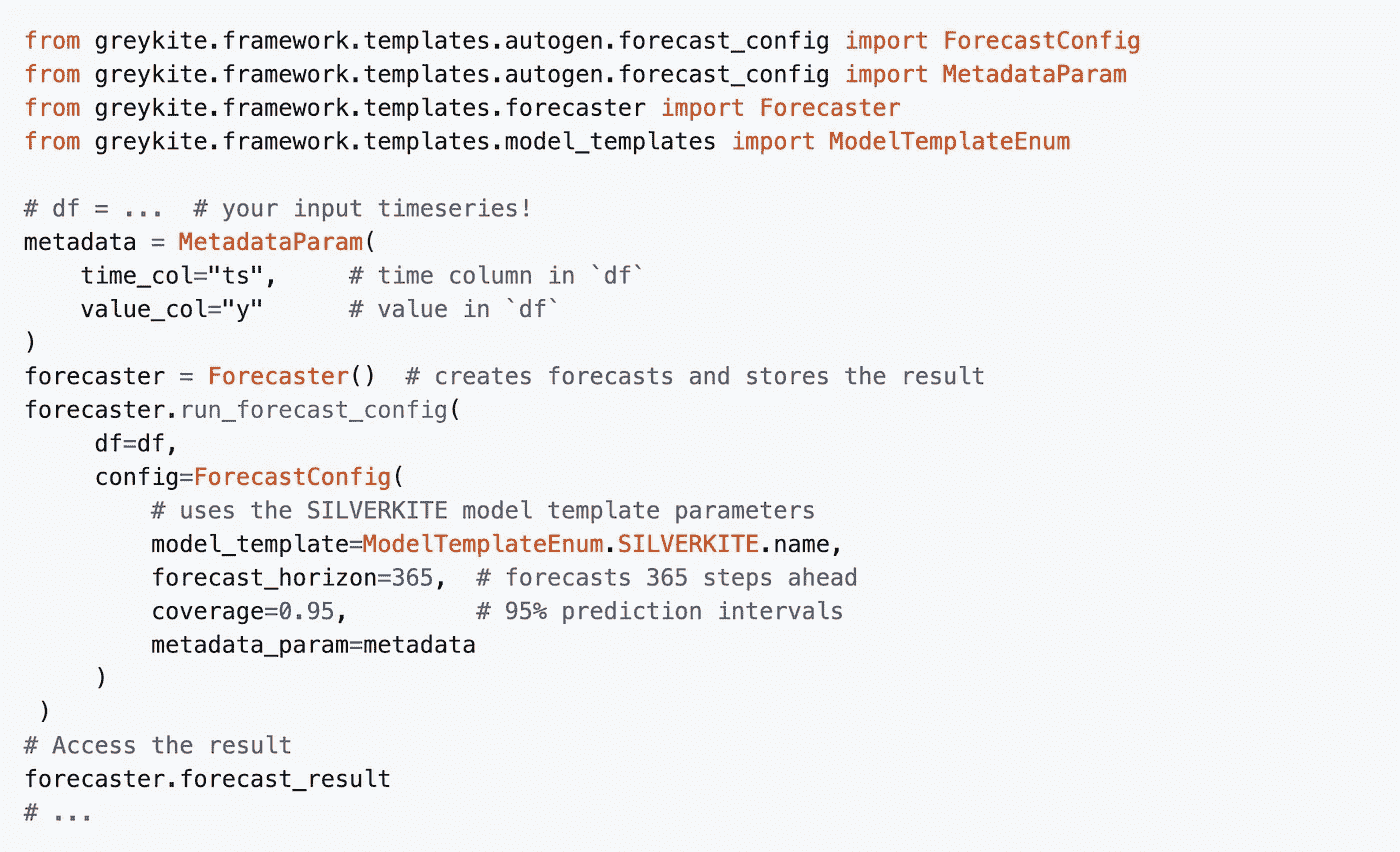 from greykite.framework.templates.autogen.forecast_config import ForecastConfig
from greykite.framework.templates.autogen.forecast_config import MetadataParam
from greykite.framework.templates.forecaster import Forecaster
from greykite.framework.templates.model_templates import ModelTemplateEnum

# df = ...  # your input timeseries!
metadata = MetadataParam(
    time_col="ts",     # time column in `df`
    value_col="y"      # value in `df`
)
forecaster = Forecaster()  # creates forecasts and stores the result
forecaster.run_forecast_config(
     df=df,
     config=ForecastConfig(
         # uses the SILVERKITE model template parameters
         model_template=ModelTemplateEnum.SILVERKITE.name,
         forecast_horizon=365,  # forecasts 365 steps ahead
         coverage=0.95,         # 95% prediction intervals
         metadata_param=metadata
     )
 )
# Access the result
forecaster.forecast_result
# ...